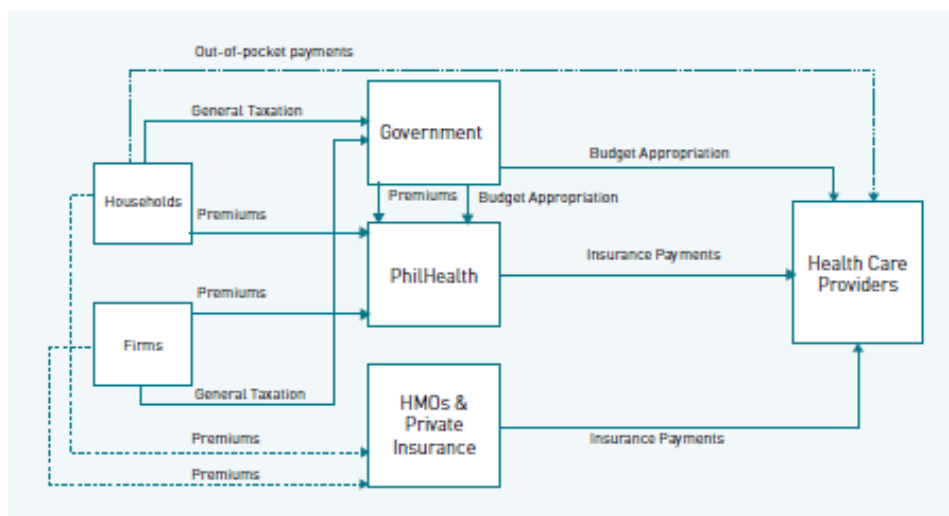 Out-of-pocket payments
General Taxation
Government
Budget Appropriation
Households
Premiums
Premiums
Budget Appropriation
PhilHealth
Insurance Payments
Health Care
Providers
Premiums
Firms
General Taxation
HMOs &
Private
Insurance
Premiums
Insurance Payments
Premiums